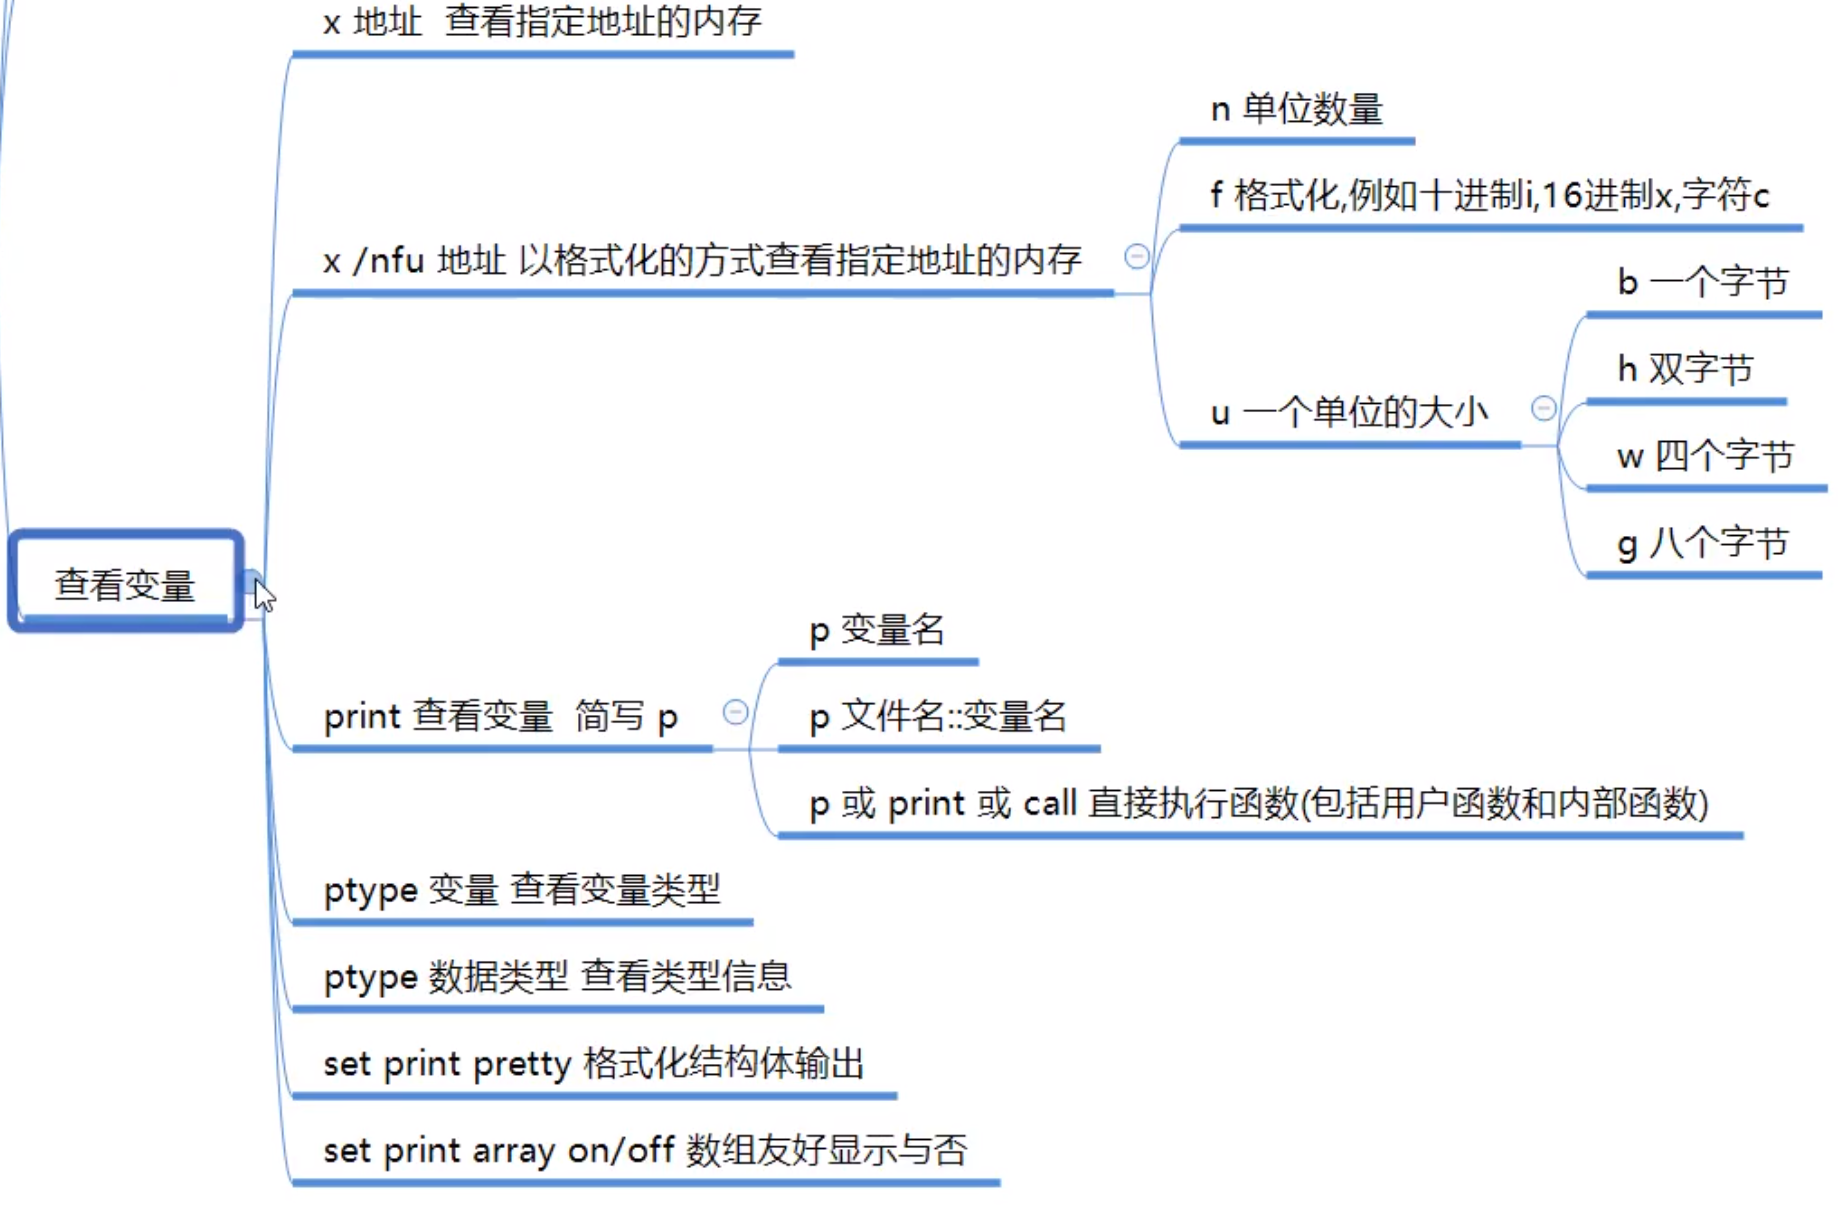 x 地址  查看指定地址的内存
n 单位数量
f 格式化,例如十进制i,16进制x,字符c
x /nfu 地址 以格式化的方式查看指定地址的内存
b 一个字节
h 双字节
u 一个单位的大小
w 四个字节
g 八个字节
查看变量
p 变量名
print 查看变量  简写 p
p 文件名::变量名
p 或 print 或 call 直接执行函数(包括用户函数和内部函数)
ptype 变量 查看变量类型
ptype 数据类型 查看类型信息
set print pretty 格式化结构体输出
set print array on/off 数组友好显示与否